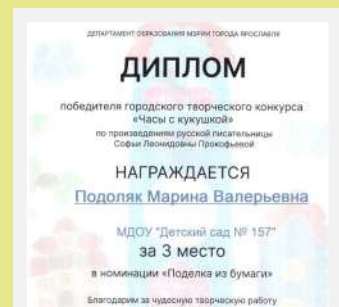 ДЕПАРТАМЕНТ ОБРАЗОВАНИЯ МЭРИИ ГОРОДА ЯРОСЛАВЛЯ
ДИПЛОМ
победителя городского творческого конкурса
«Часы с кукушкой»
по произведениям русской писательницы
Софьи Леонидовны Прокофьевой
НАГРАЖДАЕТСЯ
Подоляк Марина Валерьевна
МДОУ "Детский сад № 157"
за 3 место
в номинации «Поделка из бумаги»
Благодарим за чудесную творческую работу